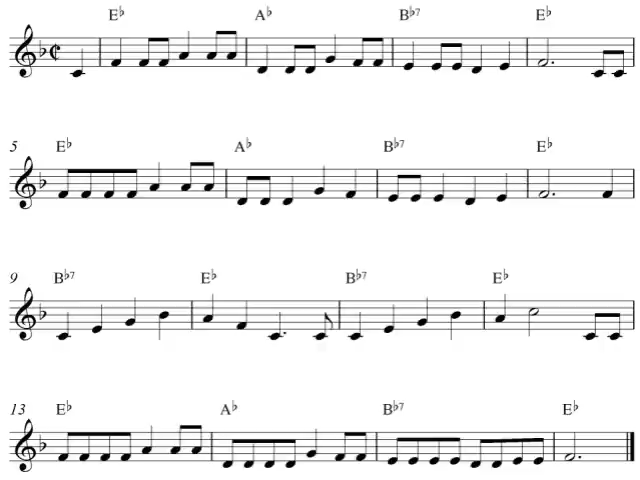 E♭ A♭ B♭7 E♭
5 E♭ A♭ B♭7 E♭
9 B♭7 E♭ B♭7 E♭
13 E♭ A♭ B♭7 E♭